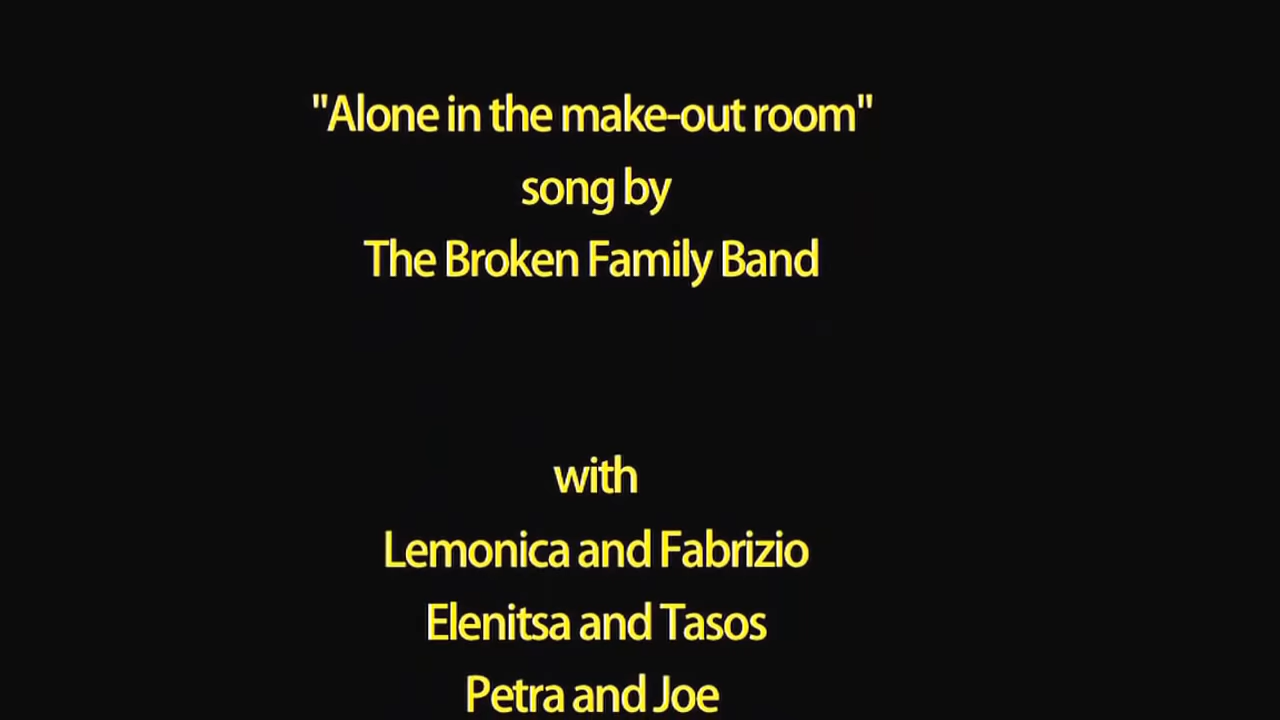 "Alone in the make-out room"
song by
The Broken Family Band
with
Lemonica and Fabrizio
Elenitsa and Tasos
Petra and Joe